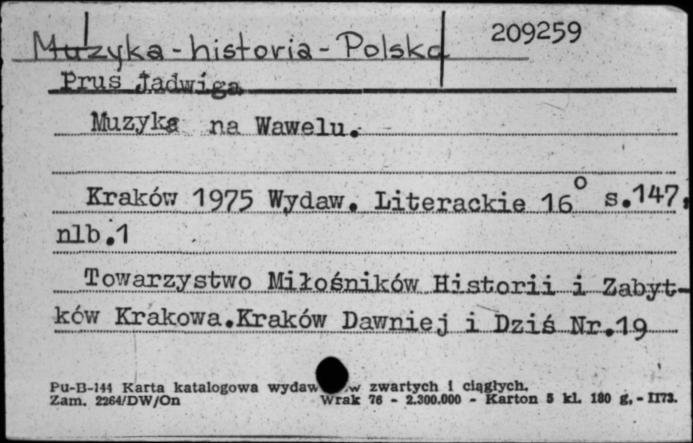 Muzyka - historia - Polska 209259
Prus Jadwiga
Muzyka na Wawelu.
Kraków 1975 Wydaw. Literackie 16° s.147,
nlb.1
Towarzystwo Miłośników Historii i Zabyt-
ków Krakowa.Kraków Dawniej i Dziś Nr.19
Pu-B-144 Karta katalogowa zwartych i ciągłych.
Zam. 2264/DW/On Wrak 76 - 2.300.000 - Karton 5 kl. 180 g, - II73.